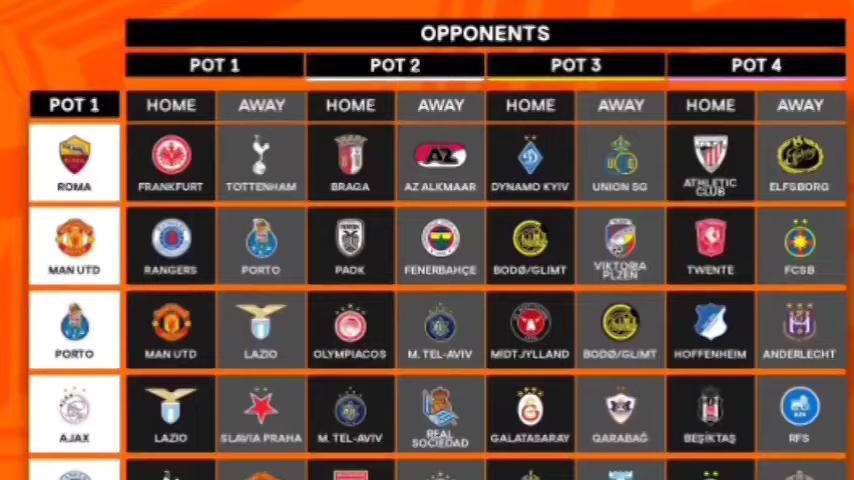 OPPONENTS
POT 1 POT 2 POT 3 POT 4
POT 1 HOME AWAY HOME AWAY HOME AWAY HOME AWAY
ROMA FRANKFURT TOTTENHAM BRAGA AZ ALKMAAR DYNAMO KYIV UNION SG ATHLETIC CLUB ELFSBORG
MAN UTD RANGERS PORTO PAOK FENERBAHÇE BODØ/GLIMT VIKTORIA PLZEŇ TWENTE FCSB
PORTO MAN UTD LAZIO OLYMPIACOS M. TEL-AVIV MIDTJYLLAND BODØ/GLIMT HOFFENHEIM ANDERLECHT
AJAX LAZIO SLAVIA PRAHA M. TEL-AVIV REAL SOCIEDAD GALATASARAY QARABAĞ BEŞİKTAŞ RFS